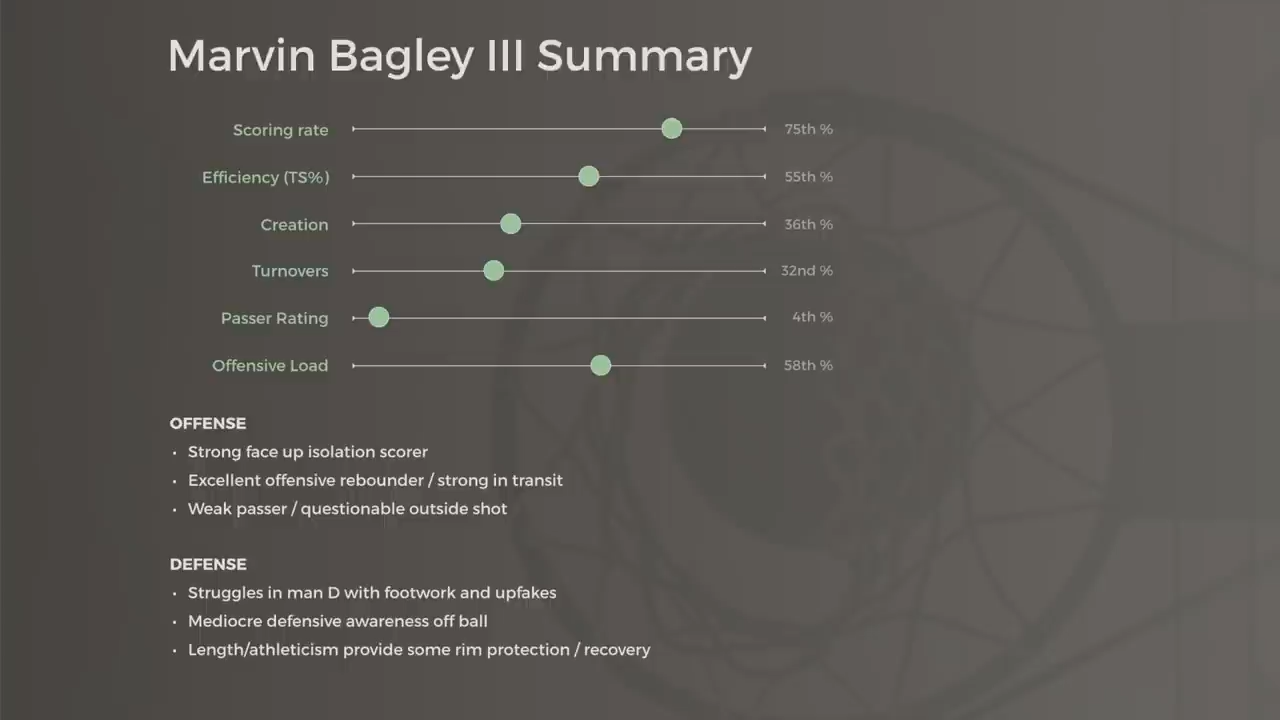 Marvin Bagley III Summary
Scoring rate 75th %
Efficiency (TS%) 55th %
Creation 36th %
Turnovers 32nd %
Passer Rating 4th %
Offensive Load 58th %
OFFENSE
• Strong face up isolation scorer
• Excellent offensive rebounder / strong in transit
• Weak passer / questionable outside shot
DEFENSE
• Struggles in man D with footwork and upfakes
• Mediocre defensive awareness off ball
• Length/athleticism provide some rim protection / recovery